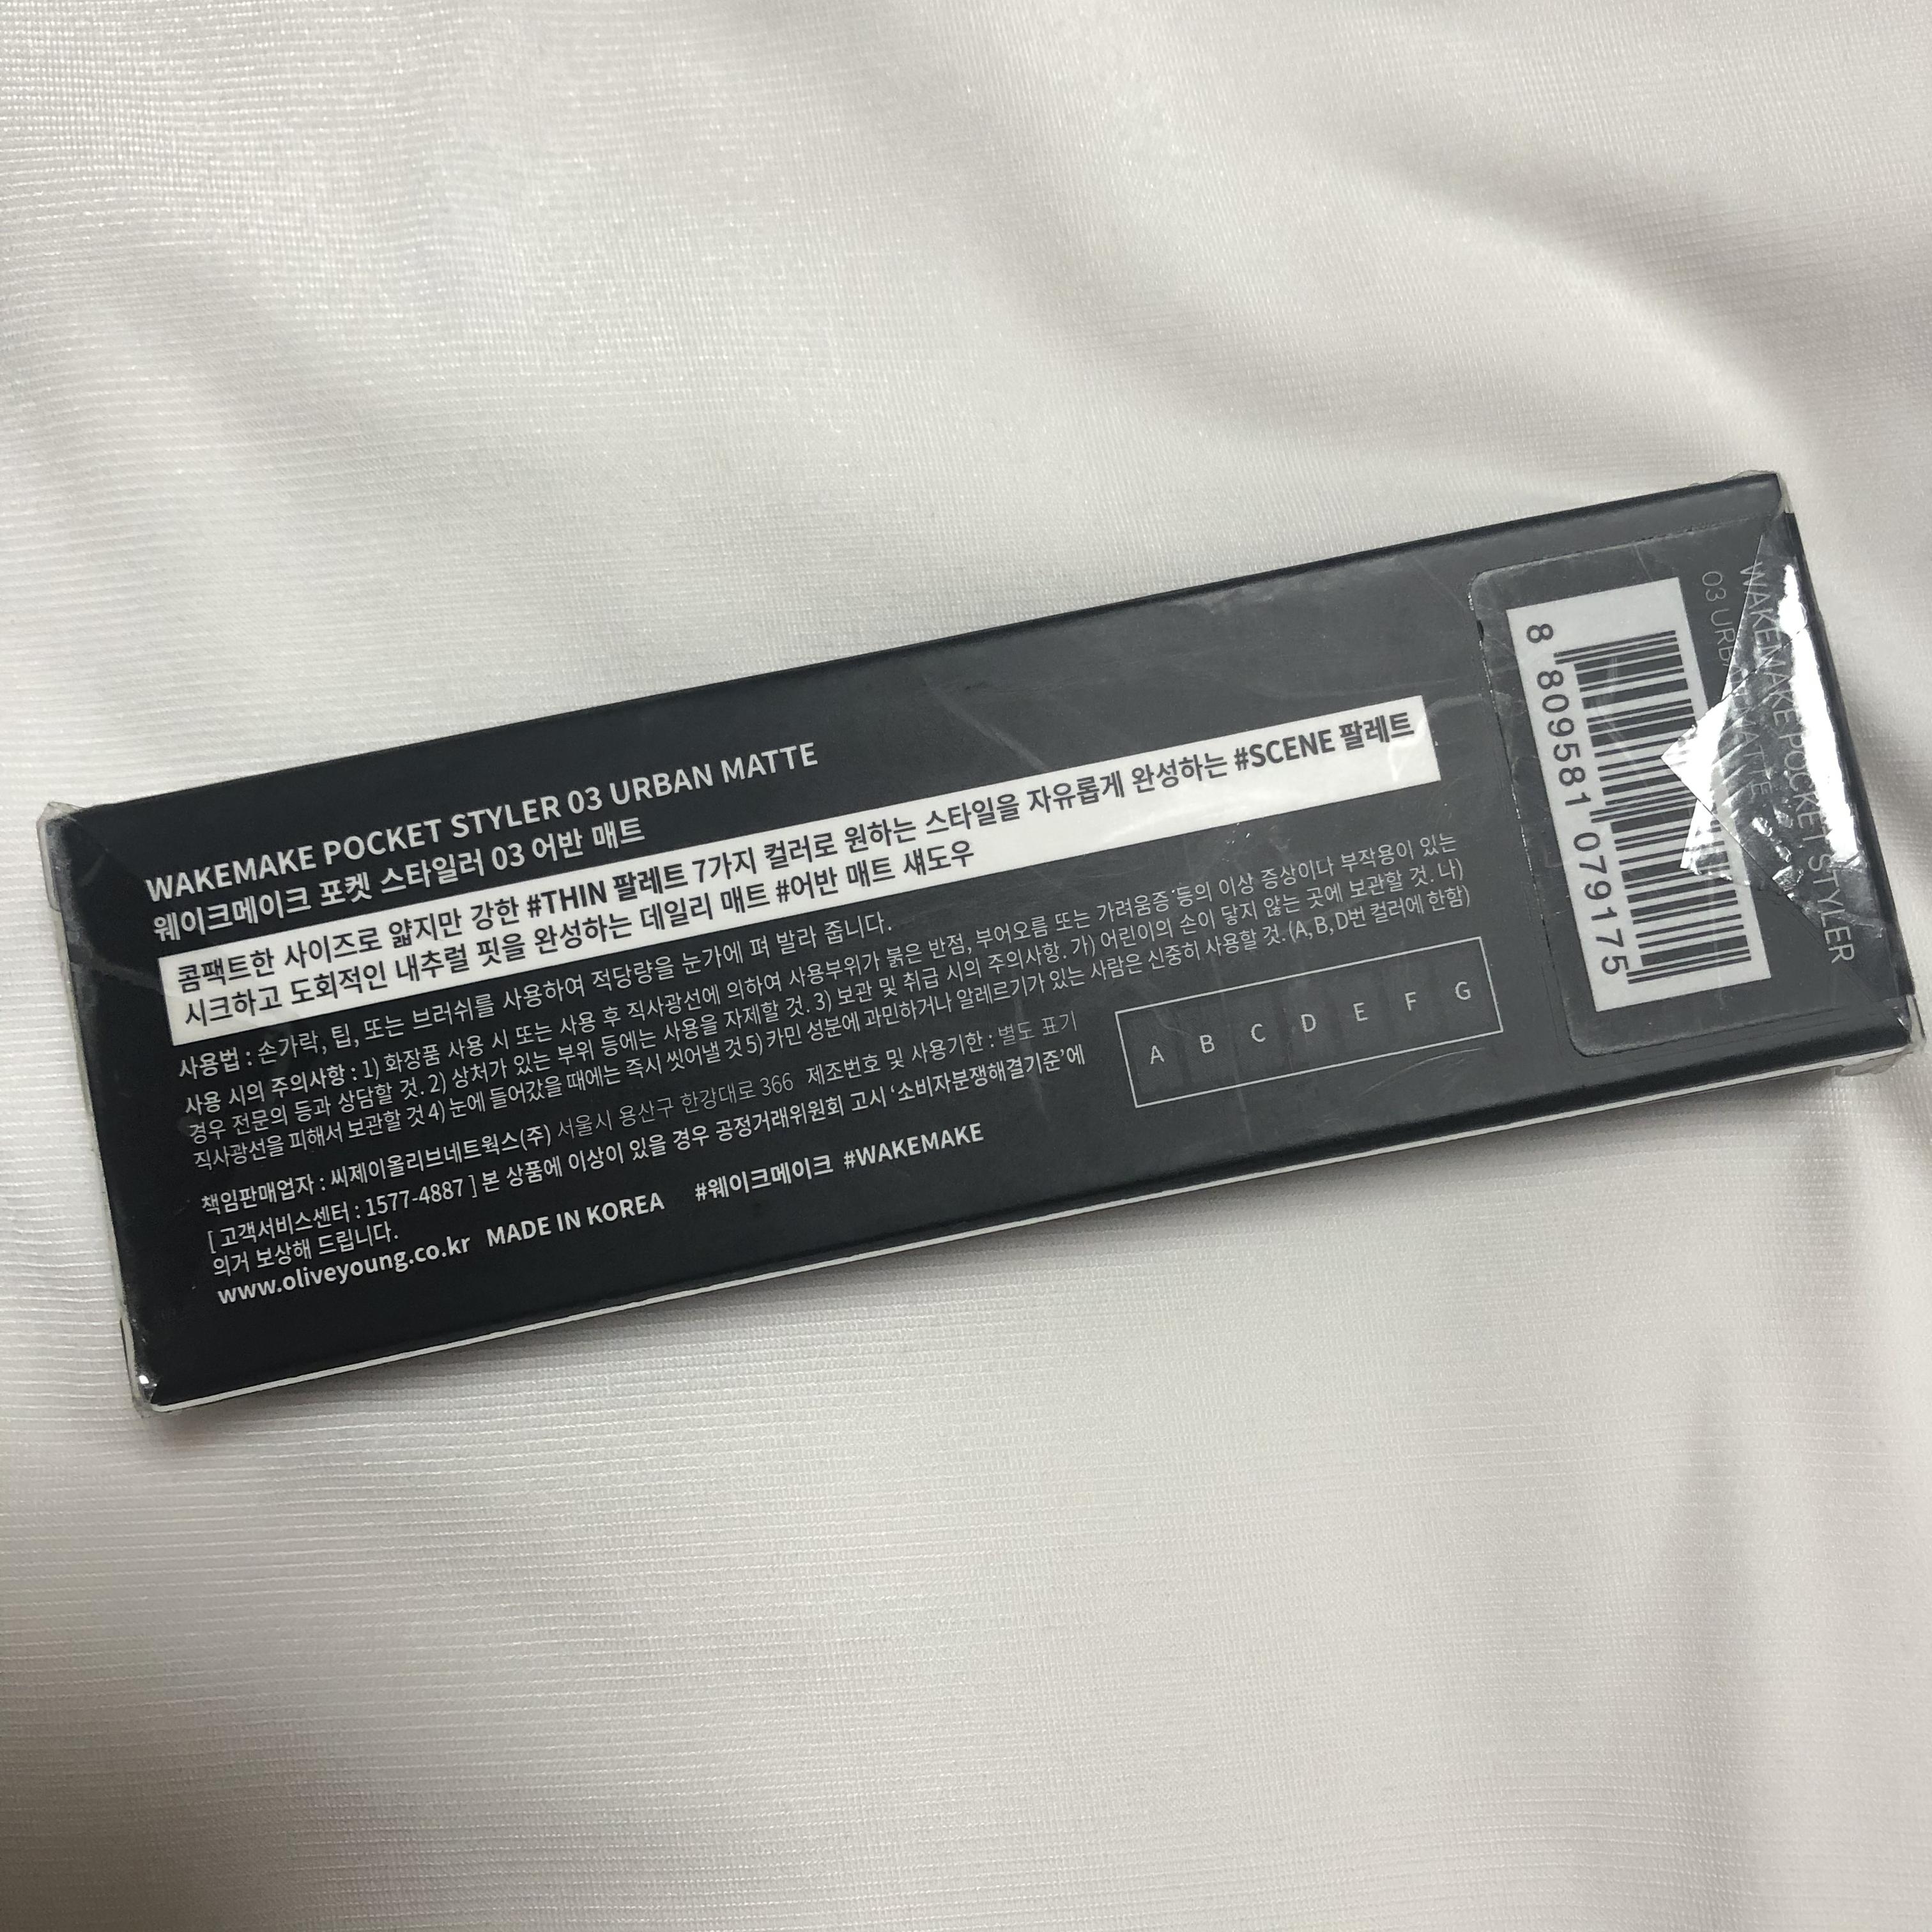 WAKEMAKE POCKET STYLER 03 URBAN MATTE
웨이크메이크 포켓 스타일러 03 어반 매트
콤팩트한 사이즈로 얇지만 강한 #THIN 팔레트 7가지 컬러로 원하는 스타일을 자유롭게 완성하는 #SCENE 팔레트
시크하고 도회적인 내추럴 핏을 완성하는 데일리 매트 #어반 매트 섀도우
사용법 : 손가락, 팁, 또는 브러쉬를 사용하여 적당량을 눈가에 펴 발라 줍니다.
사용 시의 주의사항 : 1) 화장품 사용 시 또는 사용 후 직사광선에 의하여 사용부위가 붉은 반점, 부어오름 또는 가려움증 등의 이상 증상이나 부작용이 있는
경우 전문의 등과 상담할 것. 2) 상처가 있는 부위 등에는 사용을 자제할 것. 3) 보관 및 취급 시의 주의사항. 가) 어린이의 손이 닿지 않는 곳에 보관할 것. 나)
직사광선을 피해서 보관할 것 4) 눈에 들어갔을 때에는 즉시 씻어낼 것 5) 카민 성분에 과민하거나 알레르기가 있는 사람은 신중히 사용할 것. (A, B, D번 컬러에 한함)
책임판매업자 : 씨제이올리브네트웍스(주) 서울시 용산구 한강대로 366 제조번호 및 사용기한 : 별도 표기
[ 고객서비스센터 : 1577-4887 ] 본 상품에 이상이 있을 경우 공정거래위원회 고시 ‘소비자분쟁해결기준’에
의거 보상해 드립니다.
www.oliveyoung.co.kr MADE IN KOREA #웨이크메이크 #WAKEMAKE
A B C D E F G
8 809581 079175
WAKEMAKE POCKET STYLER
03 URBAN MATTE